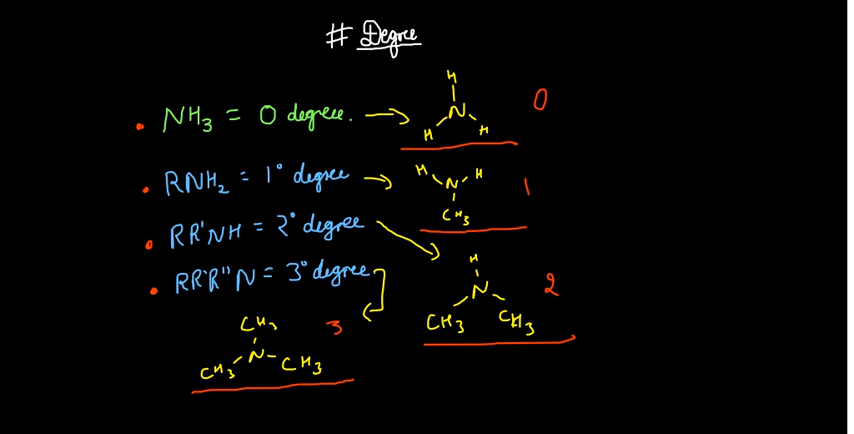 # Degree
NH3 = 0 degree. →
H
N
H H
0
RNH2 = 1° degree →
H N H
CH3
1
RR'NH = 2° degree
H
N
CH3 CH3
2
RR'R"N = 3° degree
CH3
N - CH3
CH3
3